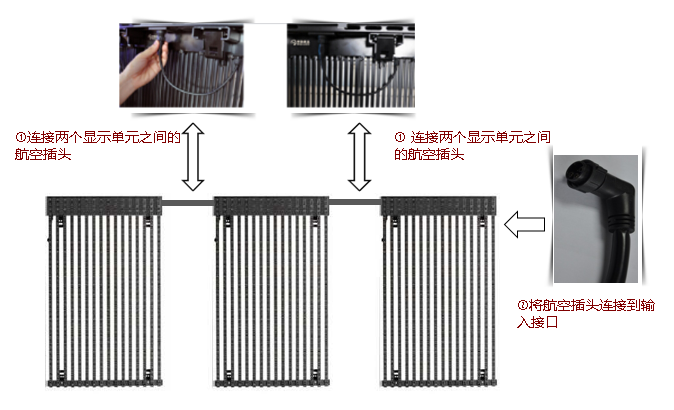 ①连接两个显示单元之间的
航空插头
① 连接两个显示单元之间
的航空插头
②将航空插头连接到输
入接口